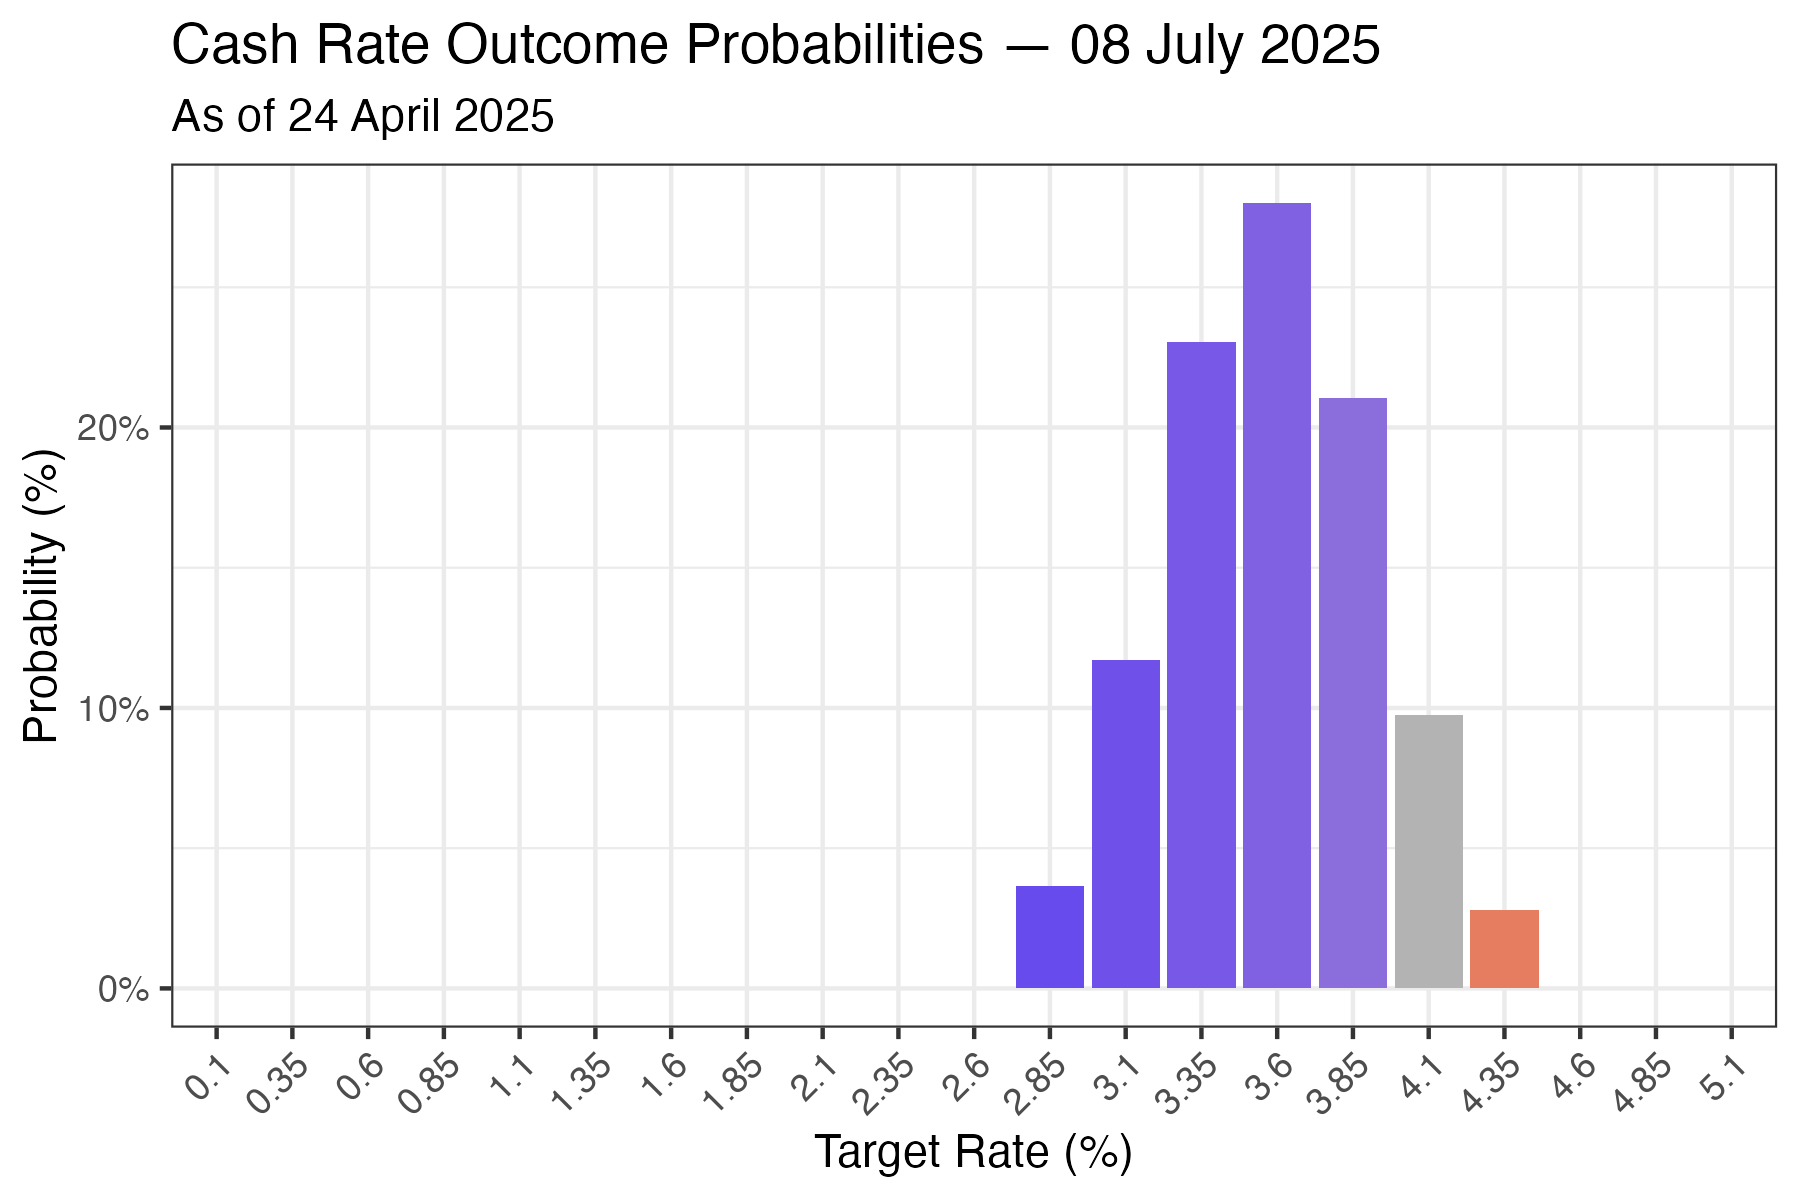 Cash Rate Outcome Probabilities — 08 July 2025
As of 24 April 2025
Probability (%)
20%
10%
0%
0.1 0.35 0.6 0.85 1.1 1.35 1.6 1.85 2.1 2.35 2.6 2.85 3.1 3.35 3.6 3.85 4.1 4.35 4.6 4.85 5.1
Target Rate (%)